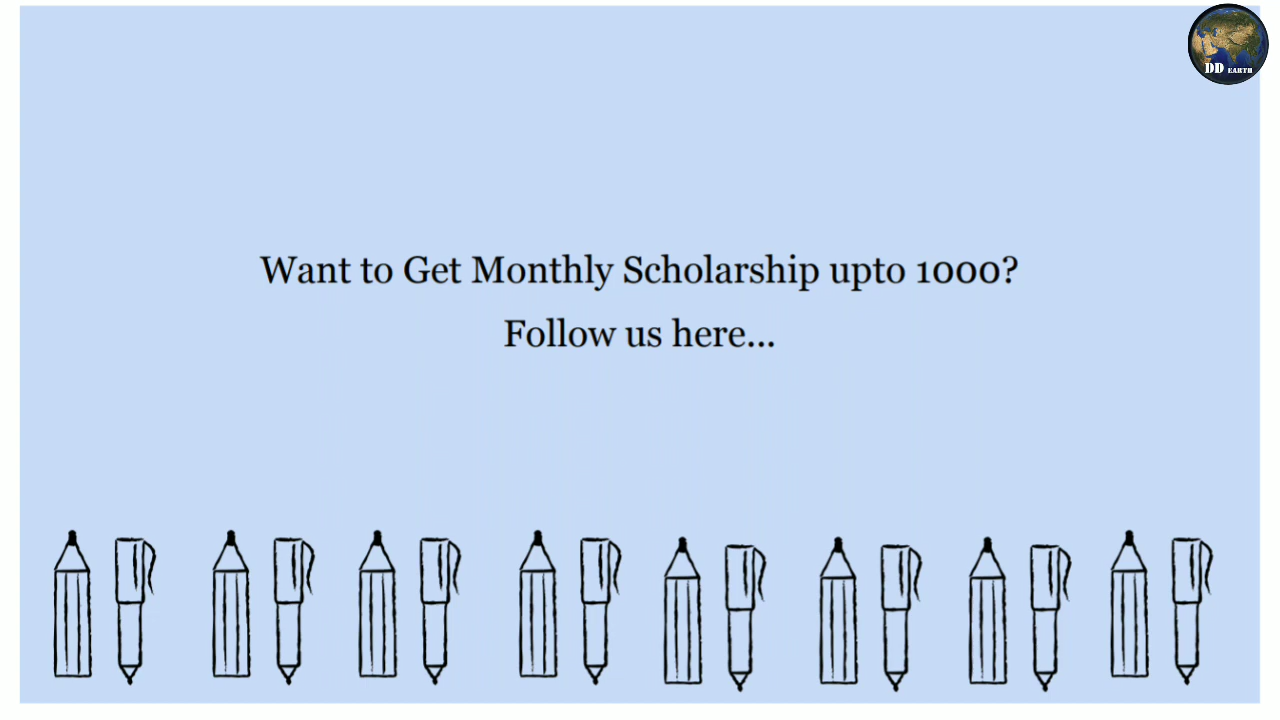 DD EARTH
Want to Get Monthly Scholarship upto 1000?
Follow us here...